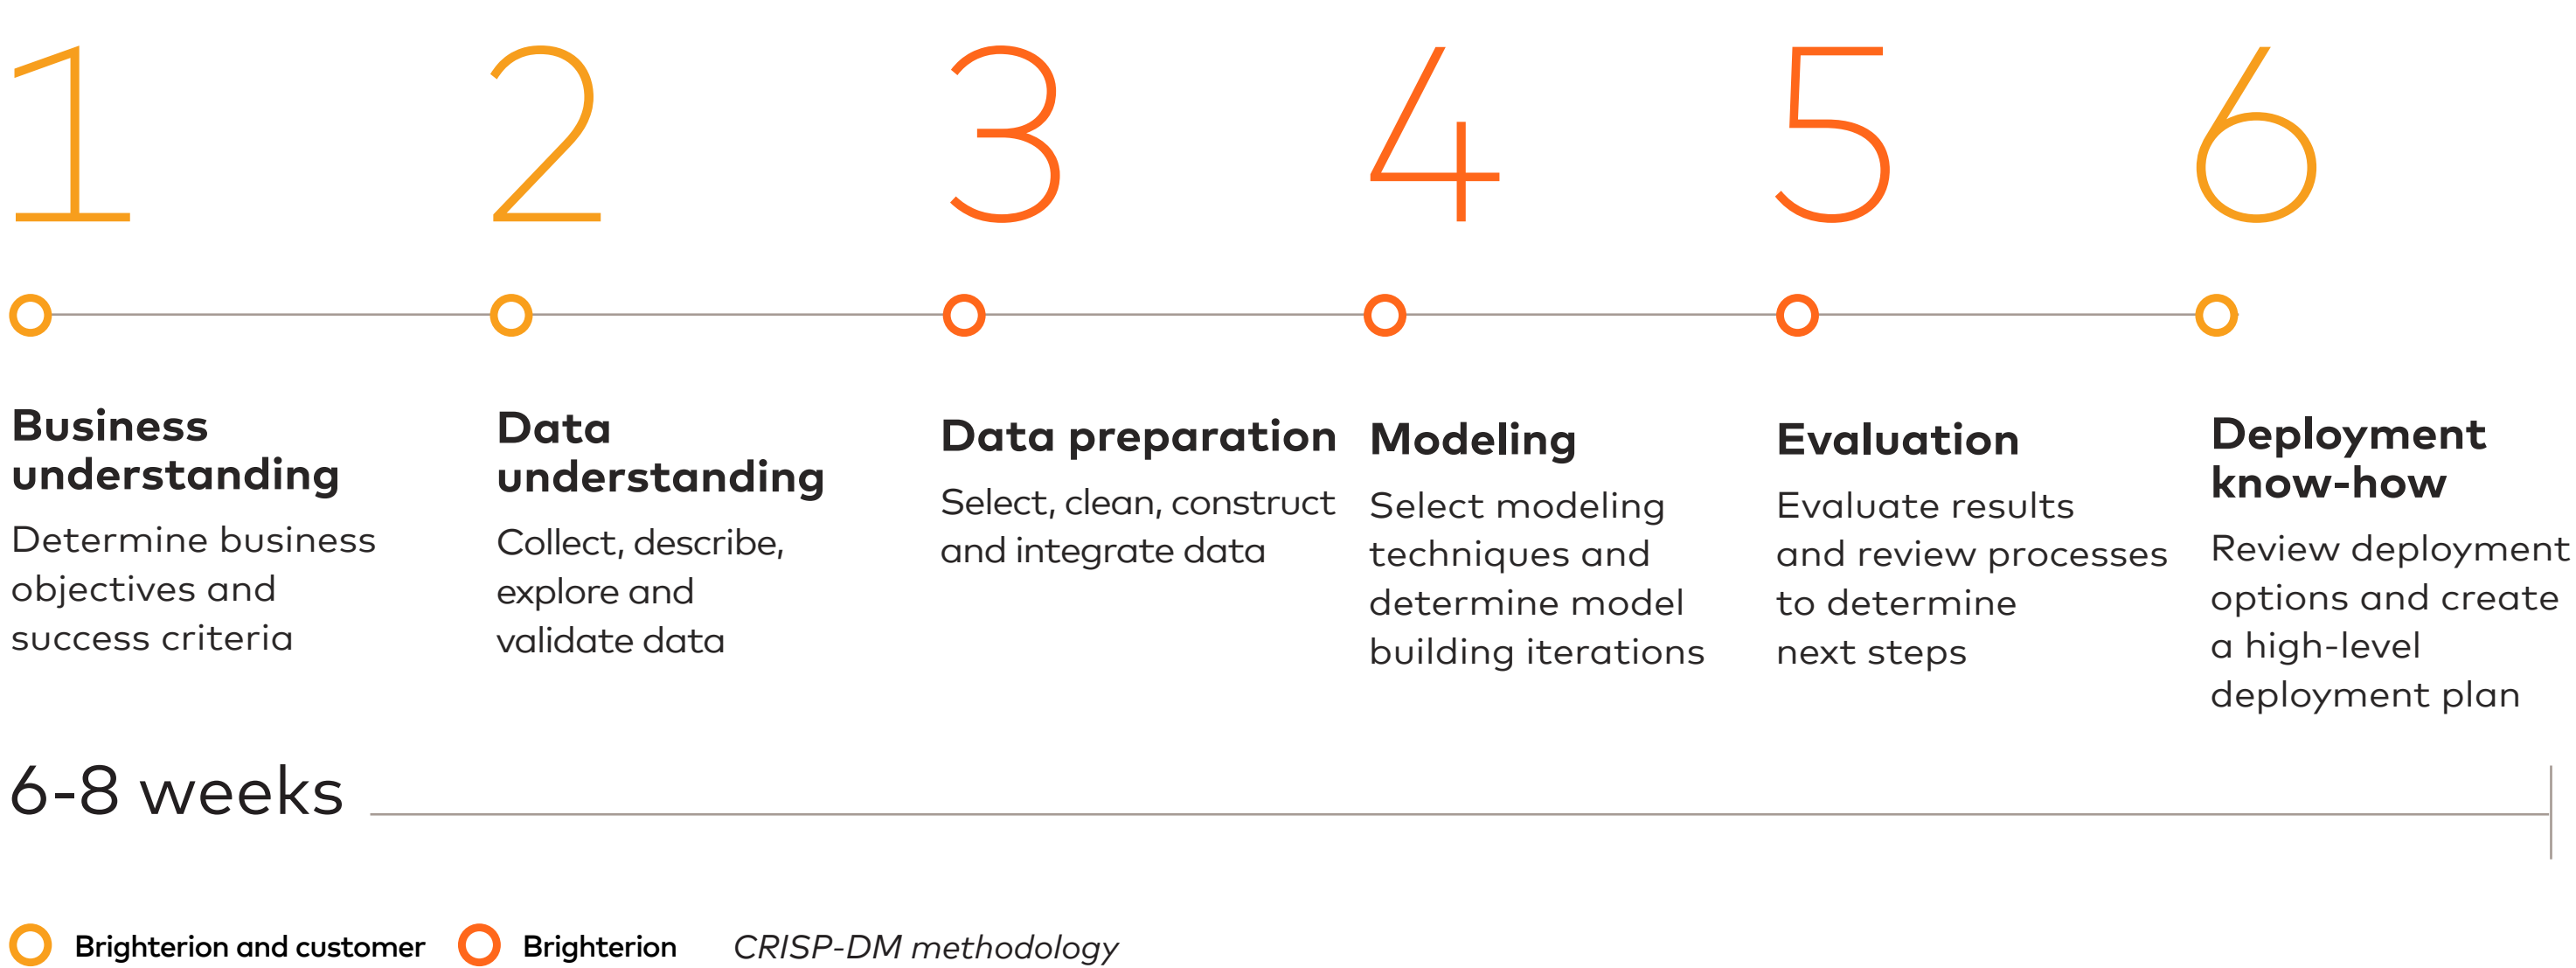 1
2
3
4
5
6
Business
understanding
Determine business
objectives and
success criteria
Data
understanding
Collect, describe,
explore and
validate data
Data preparation
Select, clean, construct
and integrate data
Modeling
Select modeling
techniques and
determine model
building iterations
Evaluation
Evaluate results
and review processes
to determine
next steps
Deployment
know-how
Review deployment
options and create
a high-level
deployment plan
6-8 weeks
Brighterion and customer
Brighterion
CRISP-DM methodology